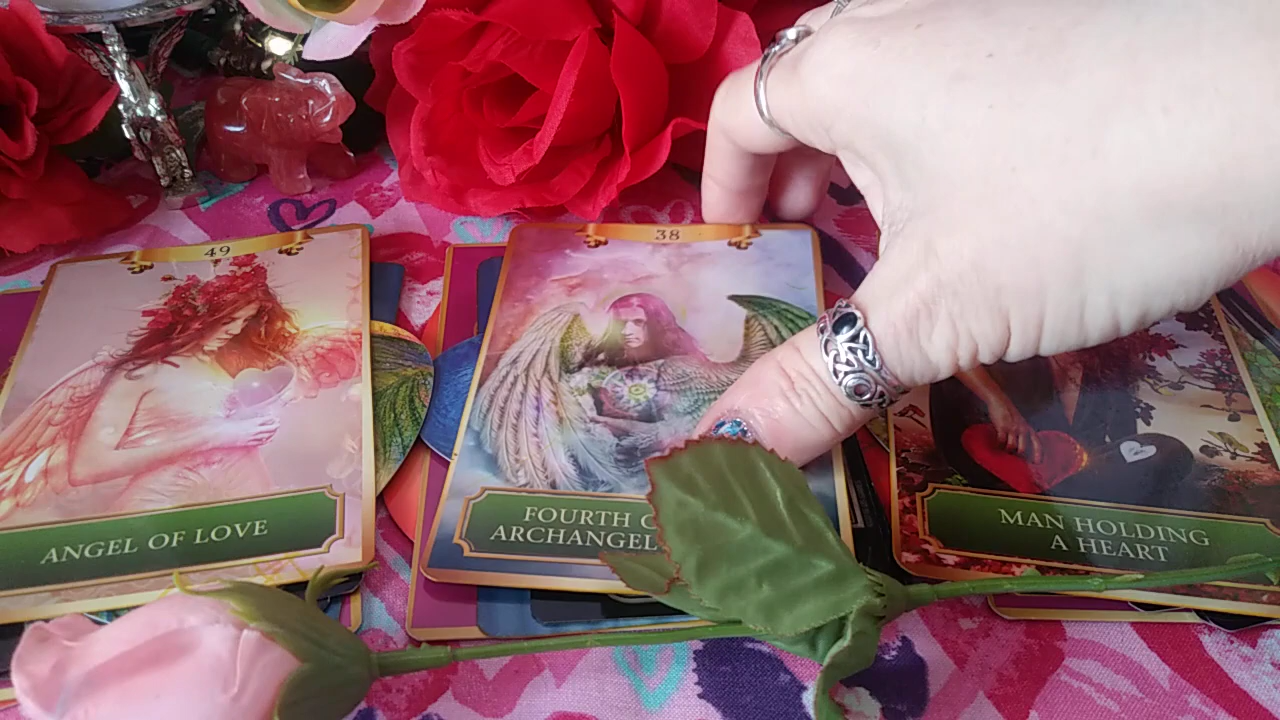 49
ANGEL OF LOVE
38
FOURTH
ARCHANGEL
MAN HOLDING
A HEART